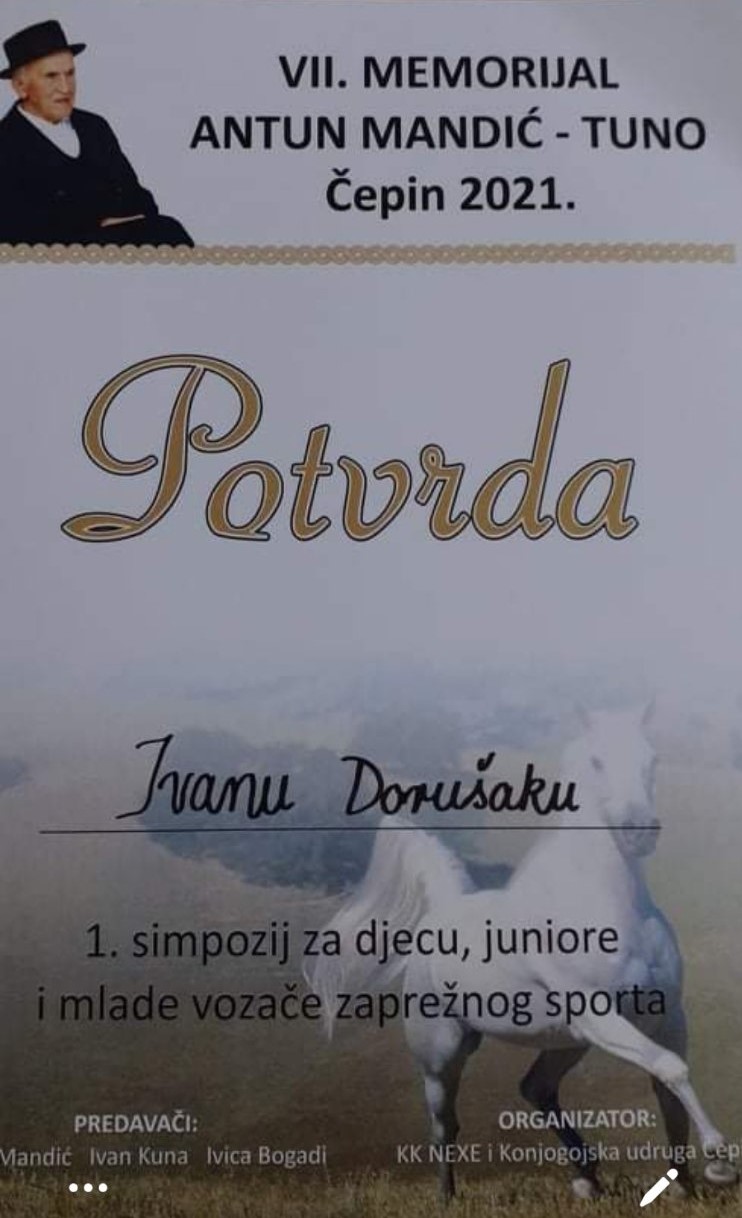 VII. MEMORIJAL
ANTUN MANDIĆ - TUNO
Čepin 2021.
Potvrda
Ivanu Dorušaku
1. simpozij za djecu, juniore
i mlade vozače zaprežnog sporta
PREDAVAČI:
Mandić Ivan Kuna Ivica Bogadi
ORGANIZATOR:
KK NEXE i Konjogojska udruga Čep